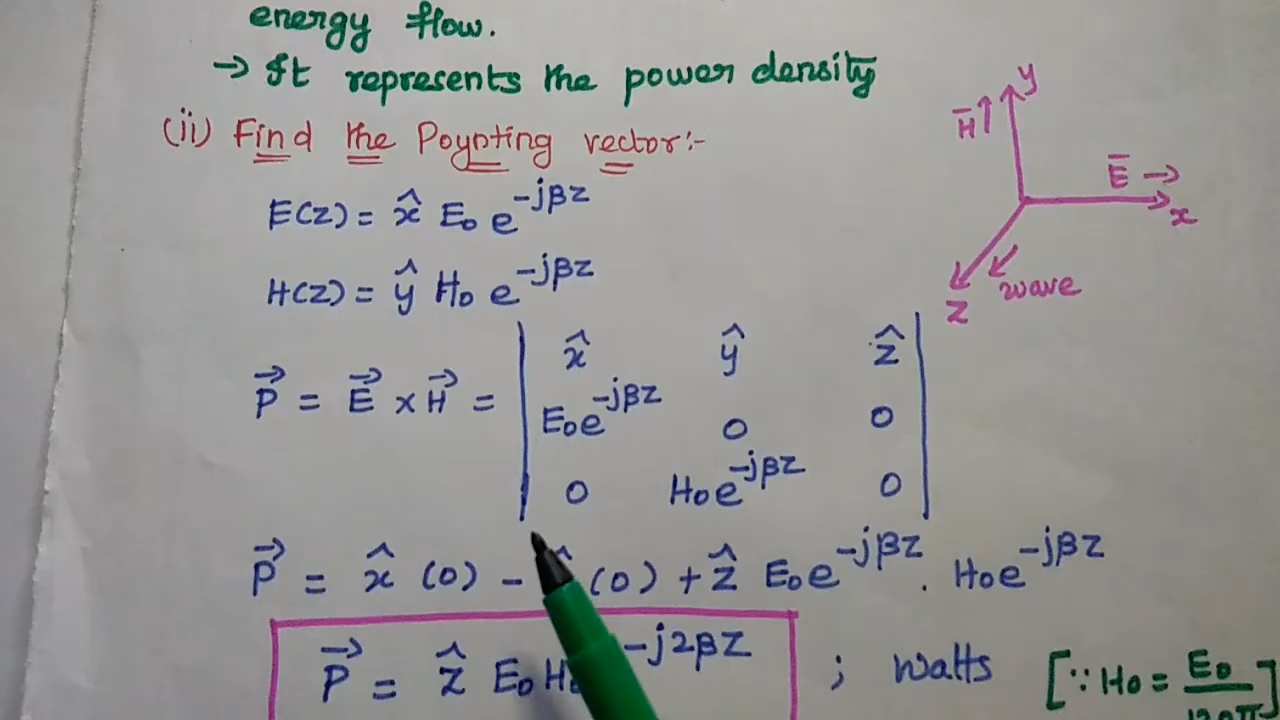 energy flow.
→ It represents the power density
(ii) Find the Poynting vector:-
E(z) = x̂ E₀ e^-jβz
H(z) = ŷ H₀ e^-jβz
P⃗ = E⃗ × H⃗ =
x̂ ŷ ẑ
E₀e^-jβz 0 0
0 H₀e^-jβz 0
P⃗ = x̂ (0) - (0) + ẑ E₀e^-jβz . H₀e^-jβz
P⃗ = ẑ E₀ H -j2βz ; watts [∵ H₀ = E₀/120π]
y
H̅ ↑
E̅ →
x
wave
z